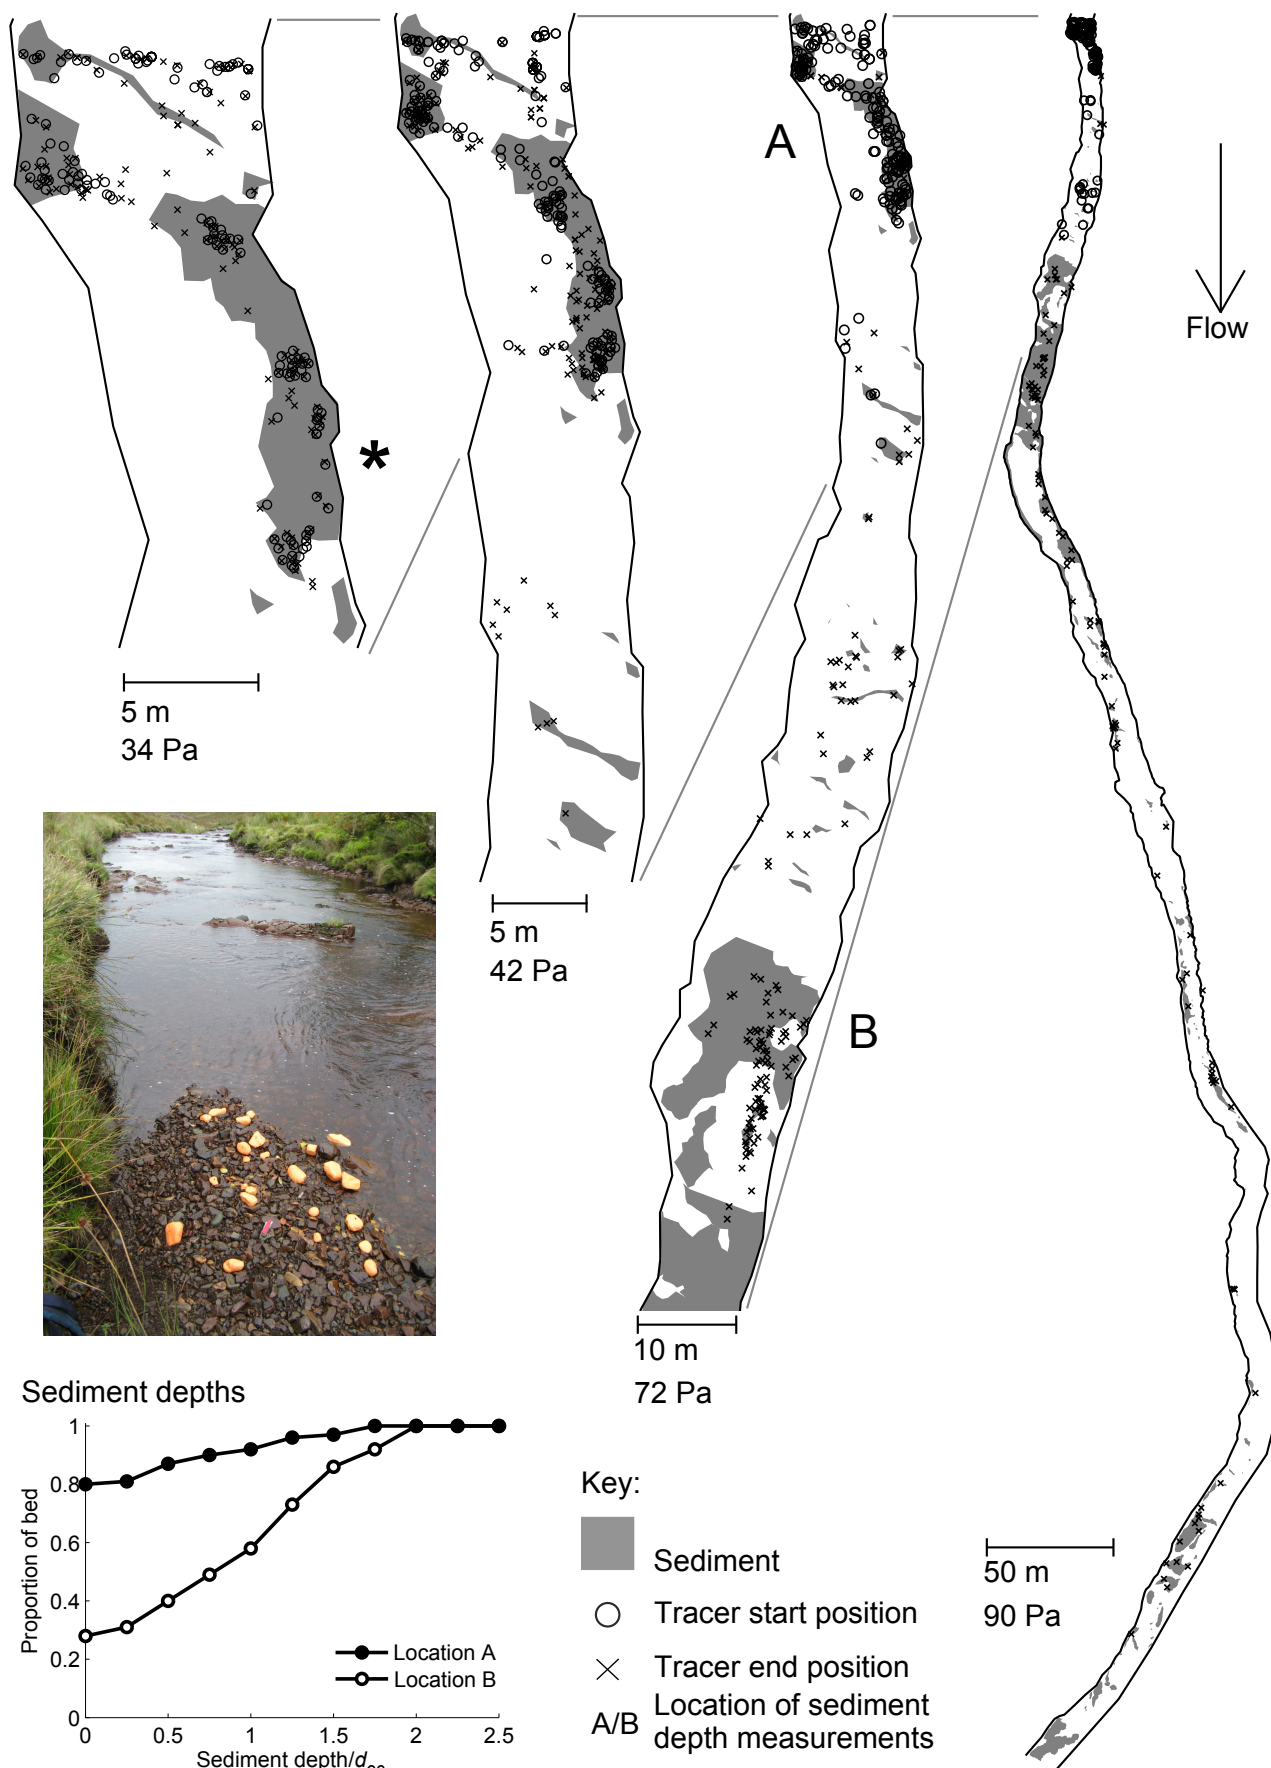 A
Flow
*
5 m
34 Pa
5 m
42 Pa
B
10 m
72 Pa
Sediment depths
1
0.8
0.6
0.4
0.2
0
Proportion of bed
Location A
Location B
0 0.5 1 1.5 2 2.5
Sediment depth/d
Key:
Sediment
Tracer start position
Tracer end position
A/B Location of sediment
depth measurements
50 m
90 Pa